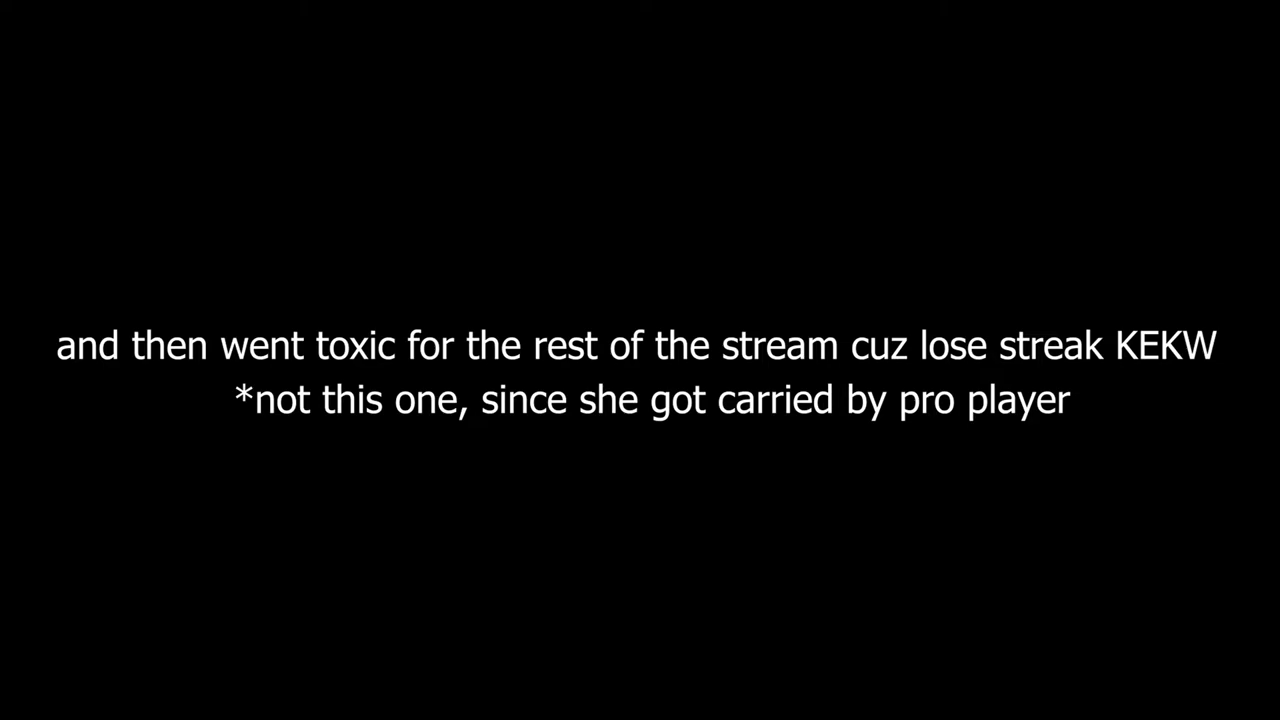 and then went toxic for the rest of the stream cuz lose streak KEKW
*not this one, since she got carried by pro player